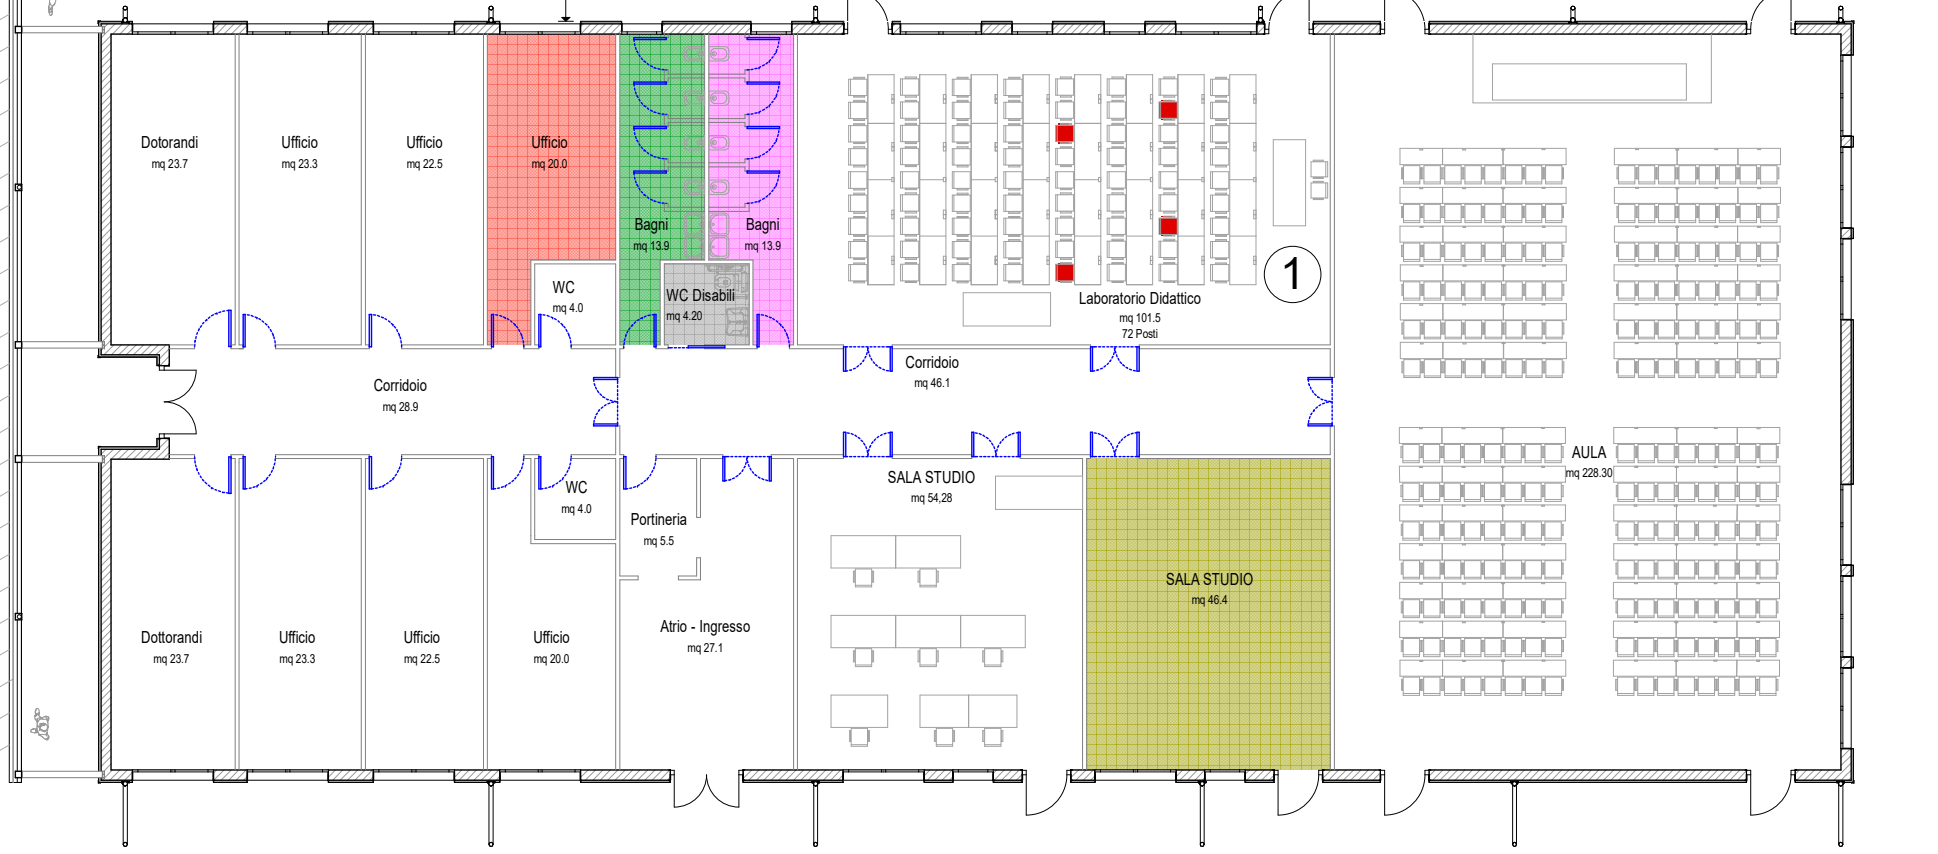 Dotorandi
mq 23.7
Ufficio
mq 23.3
Ufficio
mq 22.5
Ufficio
mq 20.0
WC
mq 4.0
Bagni
mq 13.9
Bagni
mq 13.9
WC Disabili
mq 4.20
1
Laboratorio Didattico
mq 101.5
72 Posti
Corridoio
mq 28.9
Corridoio
mq 46.1
AULA
mq 228.30
Dottorandi
mq 23.7
Ufficio
mq 23.3
Ufficio
mq 22.5
Ufficio
mq 20.0
WC
mq 4.0
Portineria
mq 5.5
Atrio - Ingresso
mq 27.1
SALA STUDIO
mq 54,28
SALA STUDIO
mq 46.4